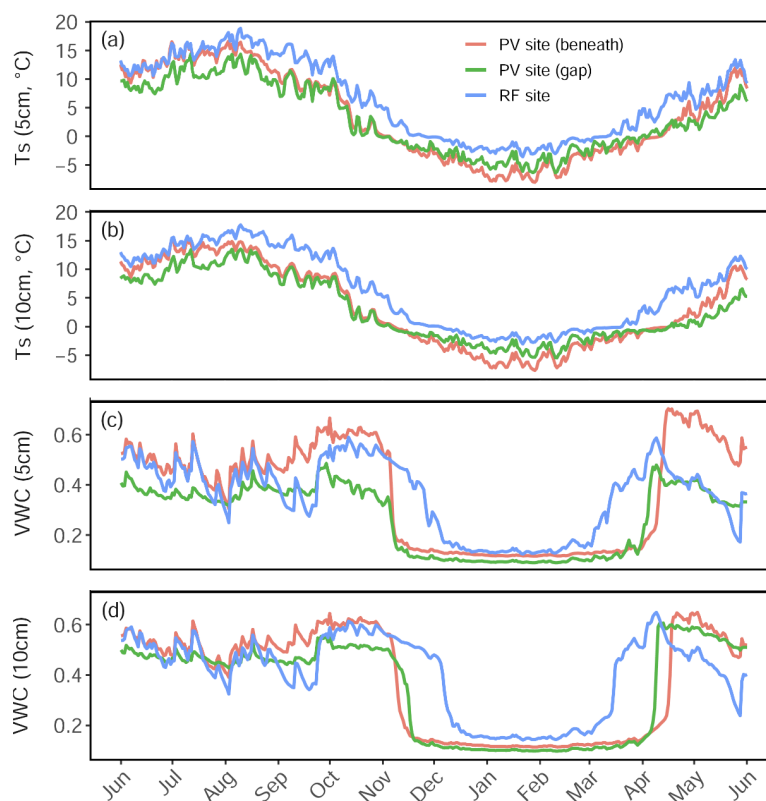 (a)
Ts (5cm, °C)
20
15
10
5
0
−5
PV site (beneath)
PV site (gap)
RF site
(b)
Ts (10cm, °C)
20
15
10
5
0
−5
(c)
VWC (5cm)
0.6
0.4
0.2
(d)
VWC (10cm)
0.6
0.4
0.2
Jun Jul Aug Sep Oct Nov Dec Jan Feb Mar Apr May Jun